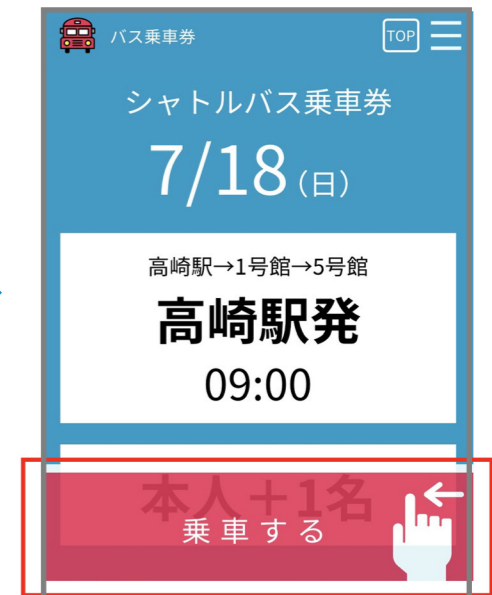 バス乗車券
TOP
シャトルバス乗車券
7/18(日)
高崎駅→1号館→5号館
高崎駅発
09:00
本人+1名
乗車する